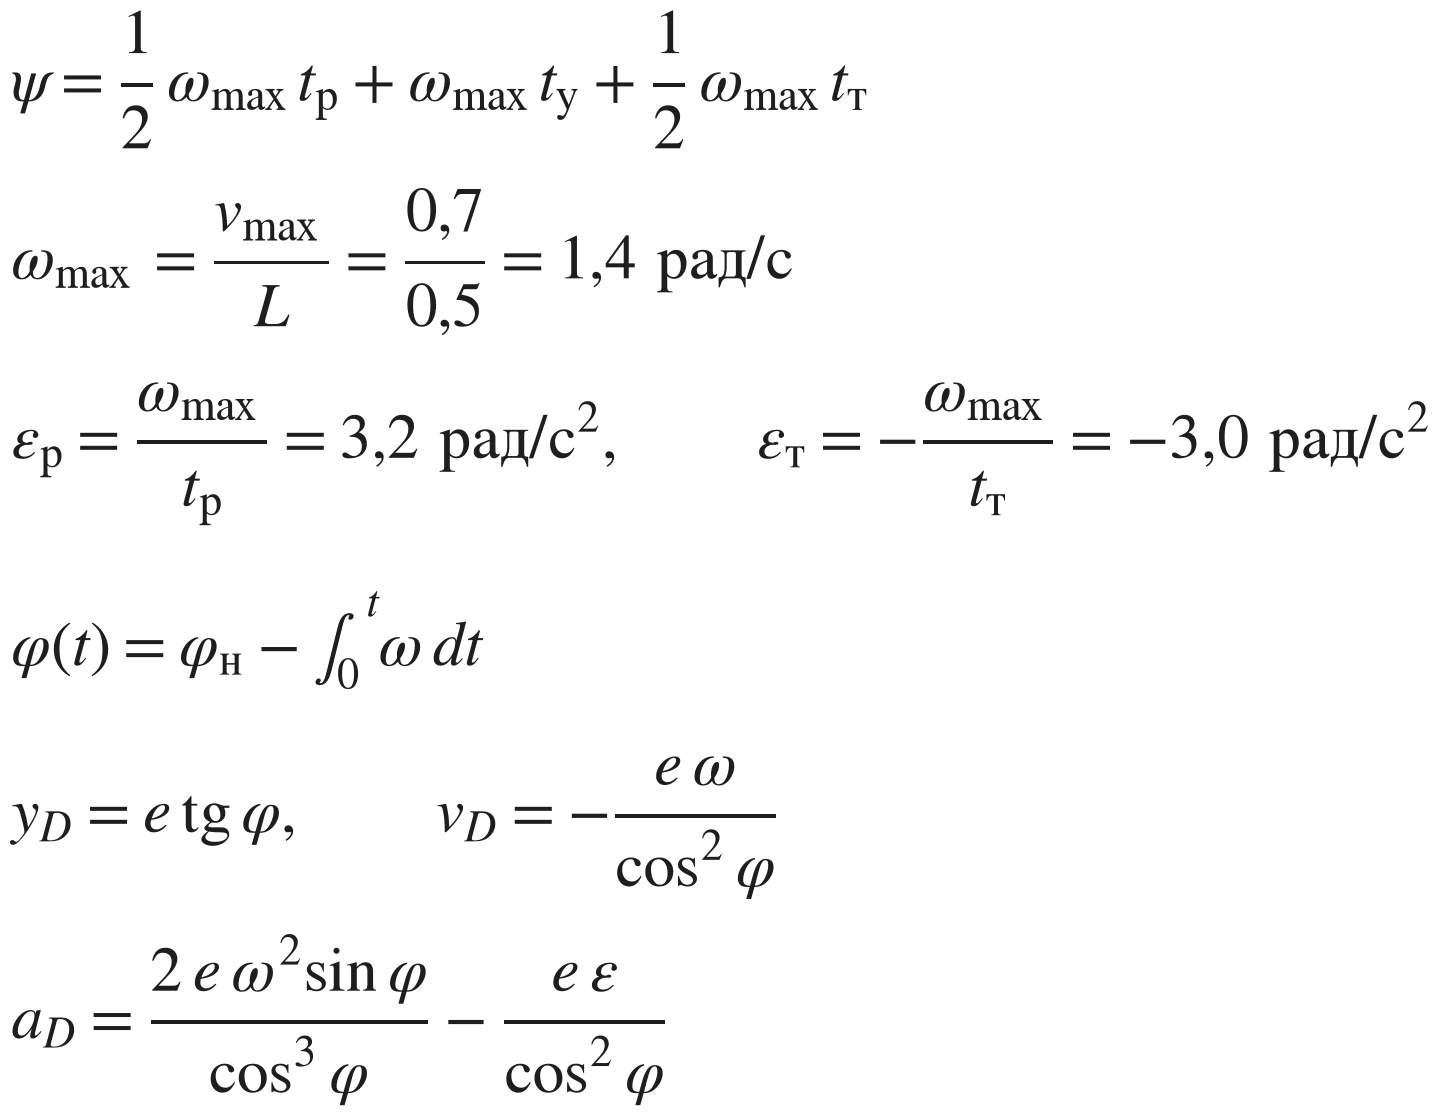 ψ = 1/2 ω_max t_р + ω_max t_у + 1/2 ω_max t_т
ω_max = v_max/L = 0,7/0,5 = 1,4 рад/с
ε_р = ω_max/t_р = 3,2 рад/с², ε_т = −ω_max/t_т = −3,0 рад/с²
φ(t) = φ_н − ∫₀ᵗ ω dt
y_D = e tg φ, v_D = −e ω/cos² φ
a_D = 2 e ω² sin φ/cos³ φ − e ε/cos² φ